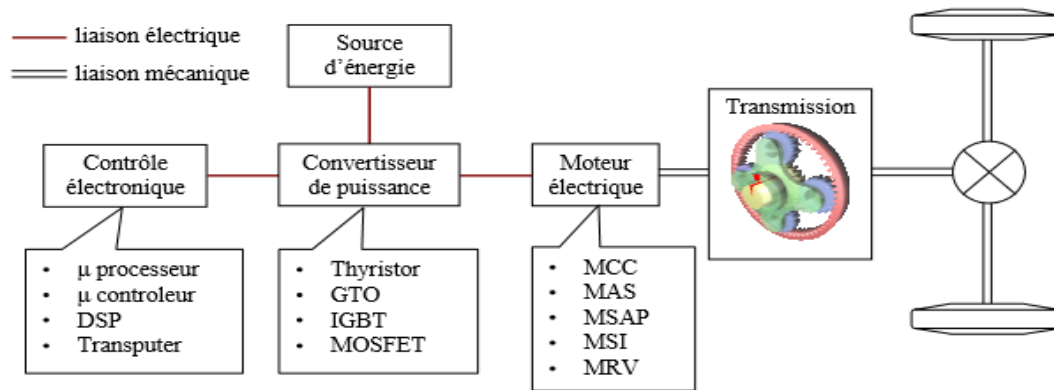 liaison électrique
liaison mécanique
Source
d'énergie
Transmission
Contrôle
électronique
Convertisseur
de puissance
Moteur
électrique
• μ processeur
• μ controleur
• DSP
• Transputer
• Thyristor
• GTO
• IGBT
• MOSFET
• MCC
• MAS
• MSAP
• MSI
• MRV